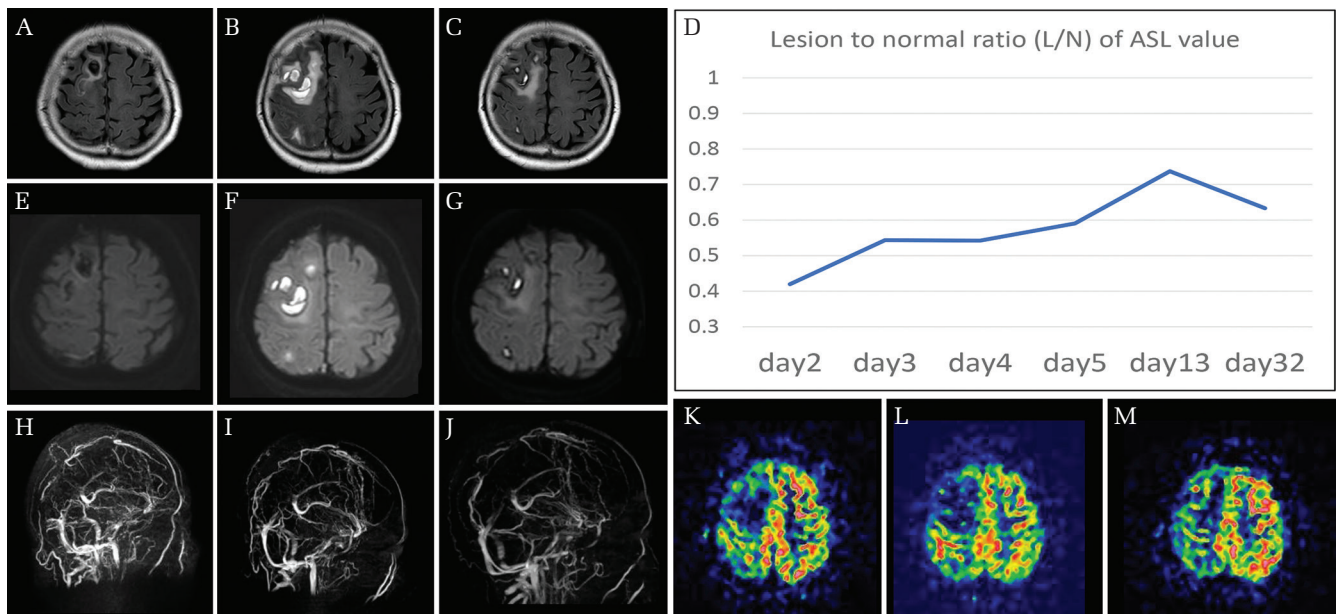 A
B
C
D
Lesion to normal ratio (L/N) of ASL value
1
0.9
0.8
0.7
0.6
0.5
0.4
0.3
day2 day3 day4 day5 day13 day32
E
F
G
H
I
J
K
L
M